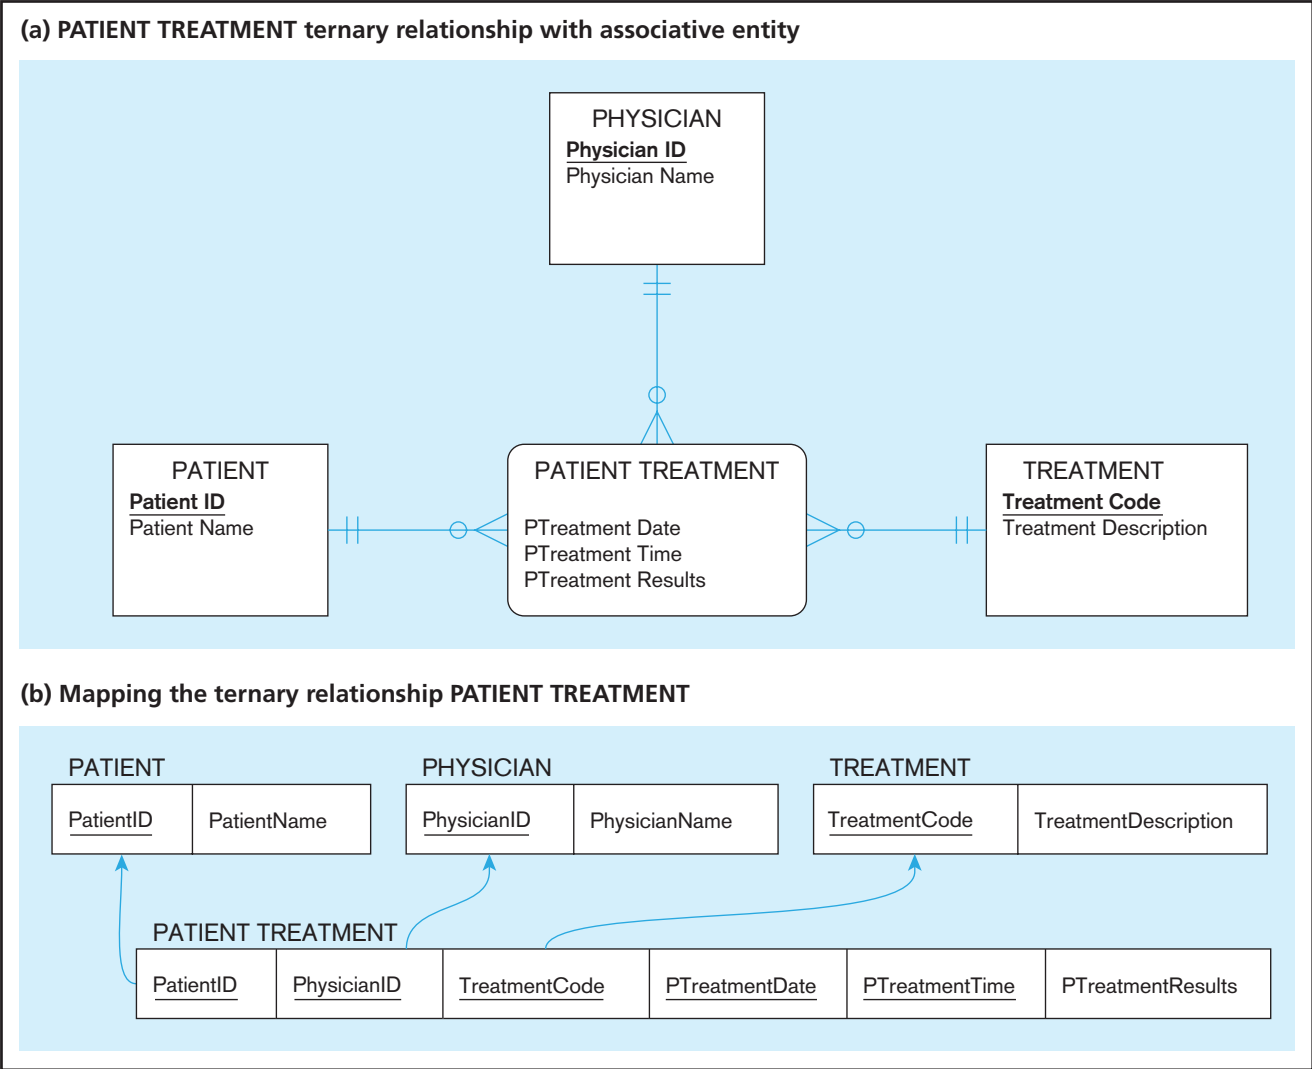 (a) PATIENT TREATMENT ternary relationship with associative entity
PHYSICIAN
Physician ID
Physician Name
PATIENT
Patient ID
Patient Name
PATIENT TREATMENT
PTreatment Date
PTreatment Time
PTreatment Results
TREATMENT
Treatment Code
Treatment Description
(b) Mapping the ternary relationship PATIENT TREATMENT
PATIENT
PatientID PatientName
PHYSICIAN
PhysicianID PhysicianName
TREATMENT
TreatmentCode TreatmentDescription
PATIENT TREATMENT
PatientID PhysicianID TreatmentCode PTreatmentDate PTreatmentTime PTreatmentResults